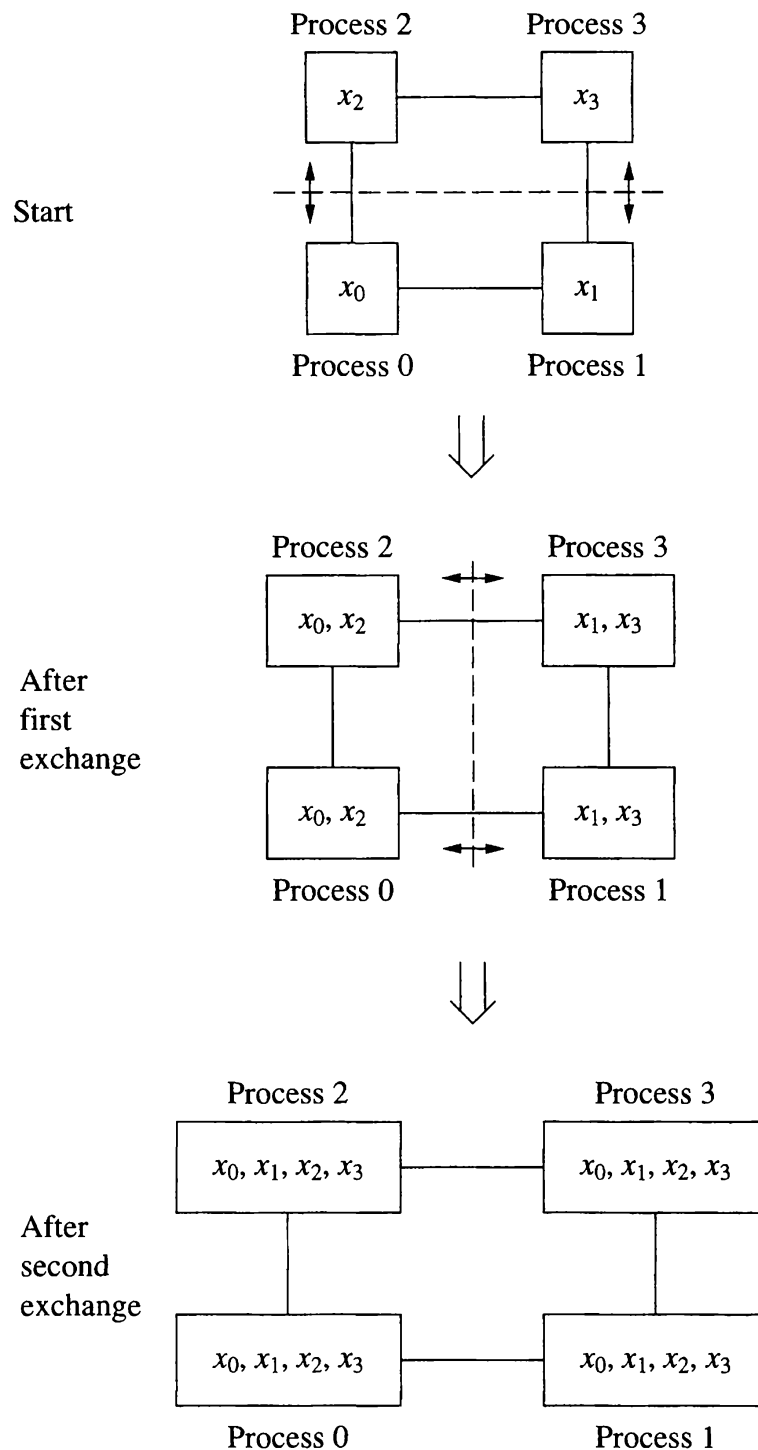 Process 2 Process 3
x₂ x₃
Start
x₀ x₁
Process 0 Process 1
Process 2 Process 3
x₀, x₂ x₁, x₃
After
first
exchange
x₀, x₂ x₁, x₃
Process 0 Process 1
Process 2 Process 3
x₀, x₁, x₂, x₃ x₀, x₁, x₂, x₃
After
second
exchange
x₀, x₁, x₂, x₃ x₀, x₁, x₂, x₃
Process 0 Process 1